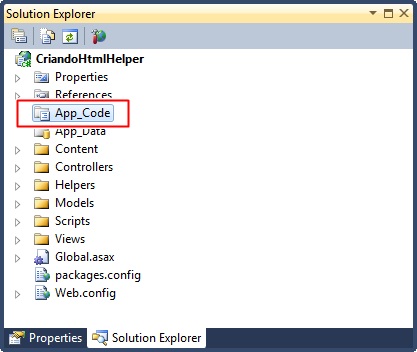 Solution Explorer
CriandoHtmlHelper
Properties
References
App_Code
App_Data
Content
Controllers
Helpers
Models
Scripts
Views
Global.asax
packages.config
Web.config
Properties
Solution Explorer